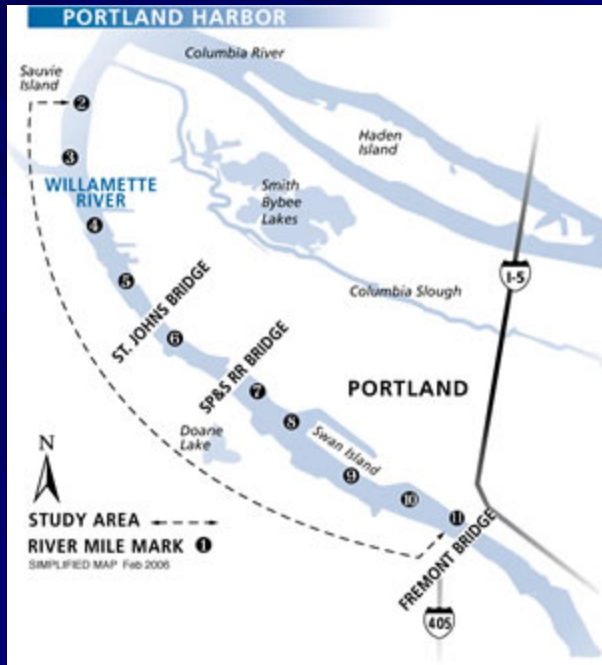 PORTLAND HARBOR
Columbia River
Sauvie
Island
2
Haden
Island
3
WILLAMETTE
RIVER
Smith
Bybee
Lakes
4
I-5
5
Columbia Slough
ST. JOHNS BRIDGE
6
SP&S RR BRIDGE
7
PORTLAND
8
Doane
Lake
Swan Island
9
10
11
N
FREMONT BRIDGE
STUDY AREA
RIVER MILE MARK 1
SIMPLIFIED MAP Feb 2006
405